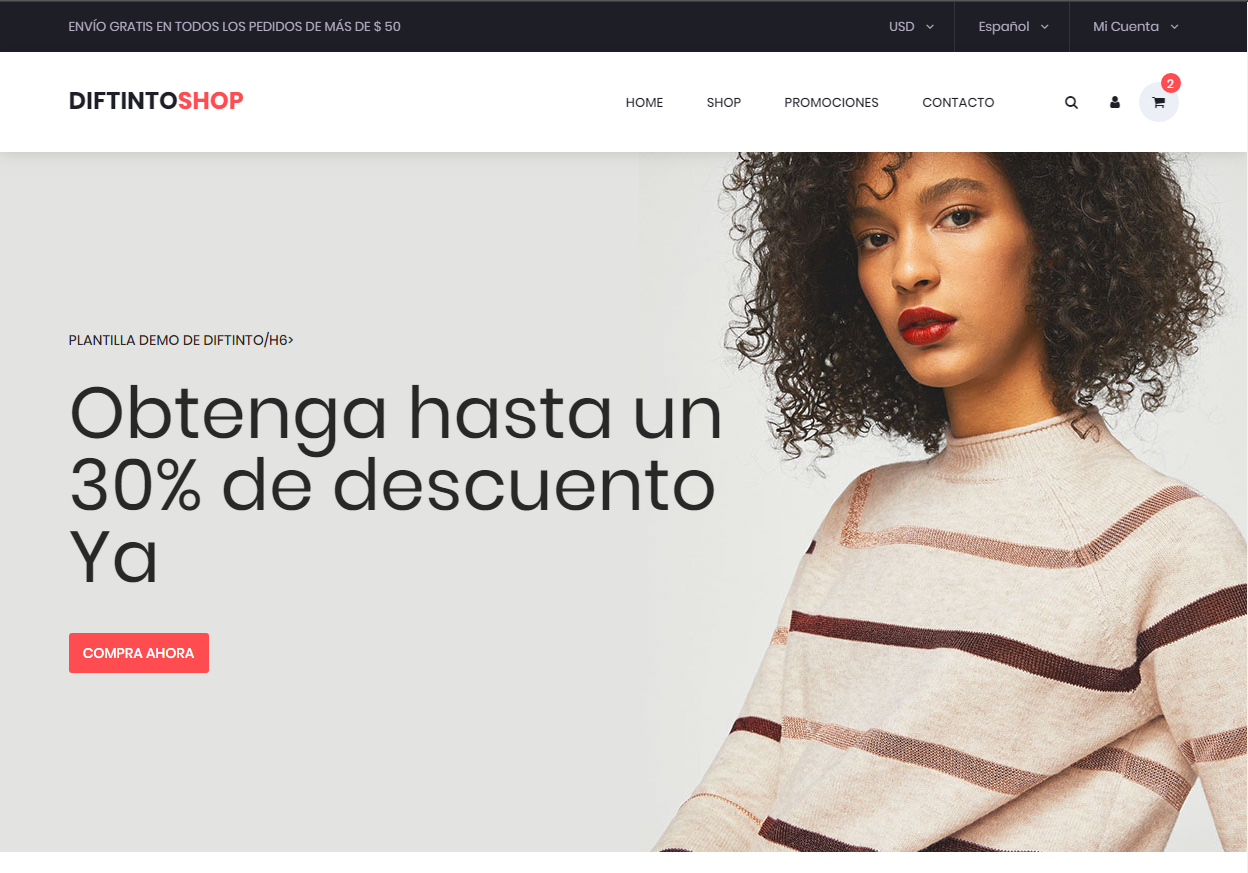 ENVÍO GRATIS EN TODOS LOS PEDIDOS DE MÁS DE $ 50
USD
Español
Mi Cuenta
DIFTINTOSHOP
HOME
SHOP
PROMOCIONES
CONTACTO
2
PLANTILLA DEMO DE DIFTINTO/H6>
Obtenga hasta un
30% de descuento
Ya
COMPRA AHORA